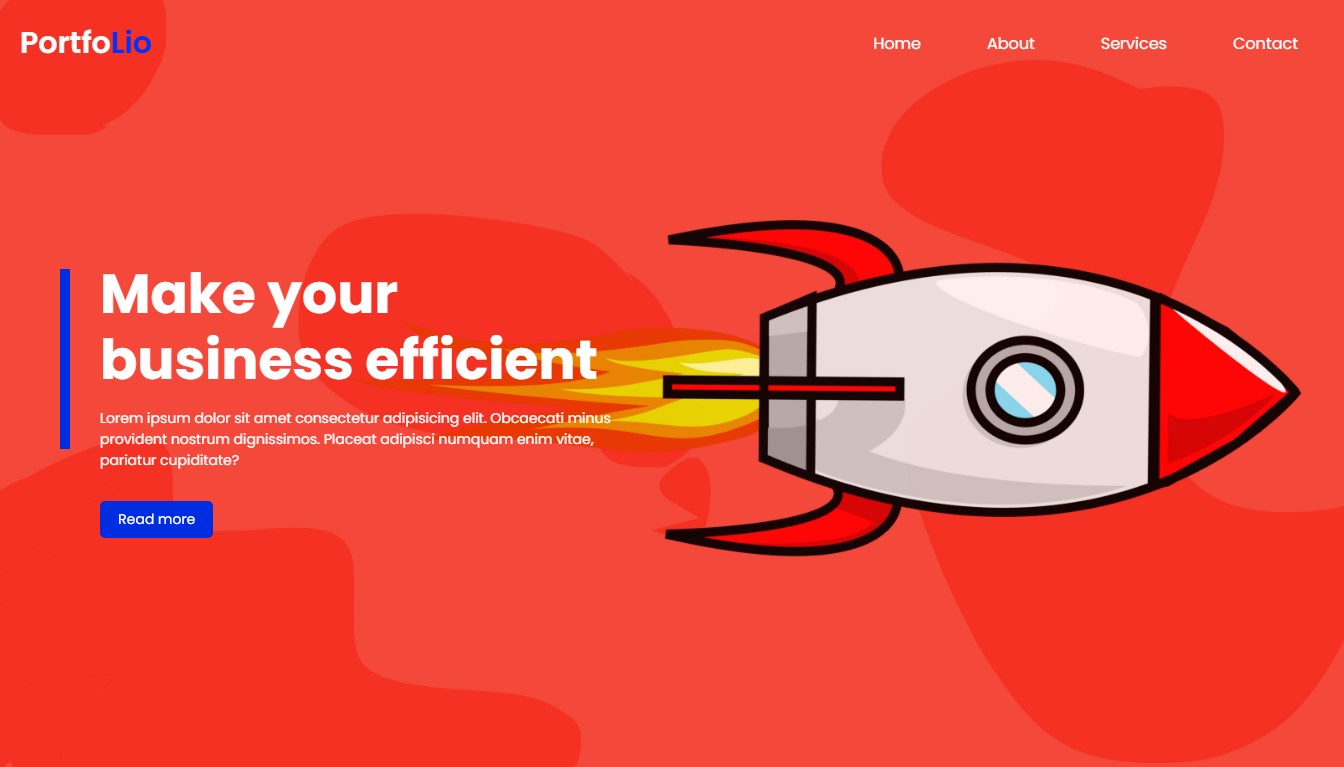 PortfoLio
Home About Services Contact
Make your
business efficient
Lorem ipsum dolor sit amet consectetur adipisicing elit. Obcaecati minus
provident nostrum dignissimos. Placeat adipisci numquam enim vitae,
pariatur cupiditate?
Read more